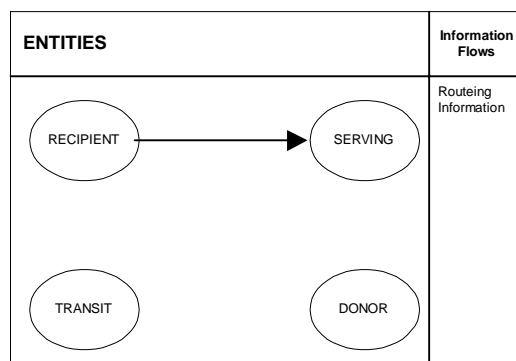 ENTITIES
Information
Flows
Routeing
Information
RECIPIENT
SERVING
TRANSIT
DONOR